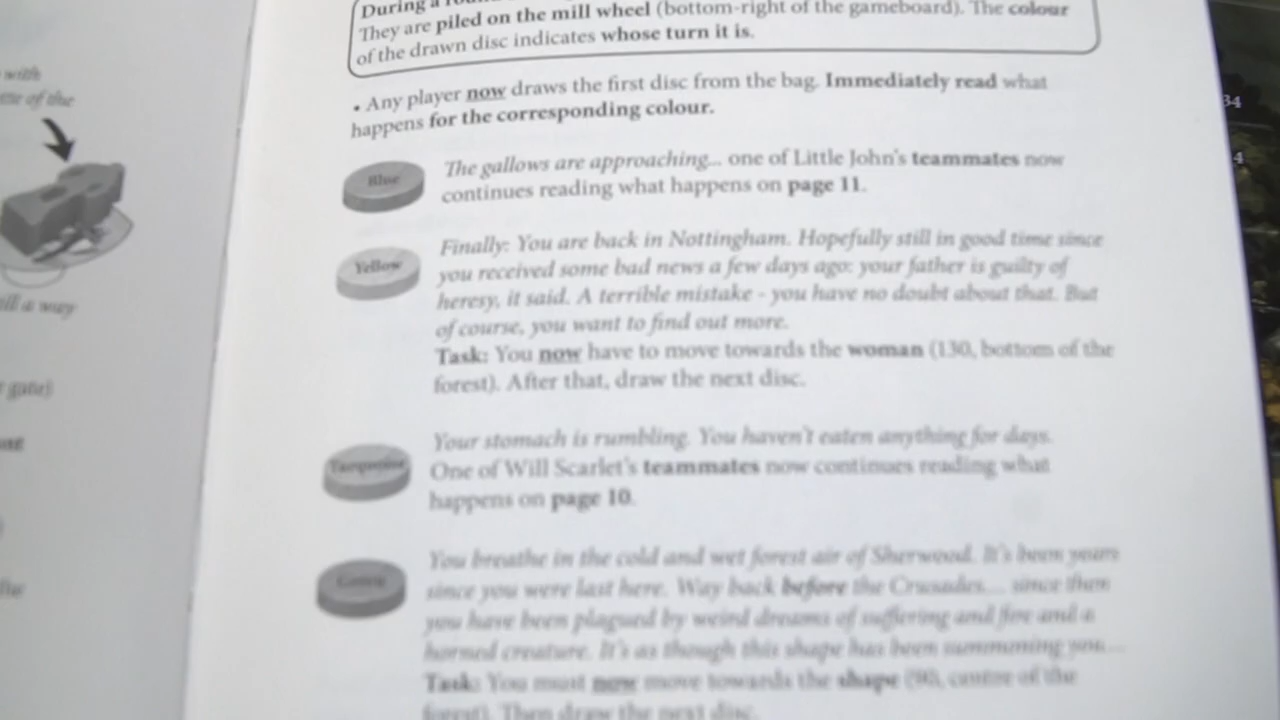 During a
They are piled on the mill wheel (bottom-right of the gameboard). The colour
of the drawn disc indicates whose turn it is.
• Any player now draws the first disc from the bag. Immediately read what
happens for the corresponding colour.
Blue
The gallows are approaching... one of Little John's teammates now
continues reading what happens on page 11.
Yellow
Finally: You are back in Nottingham. Hopefully still in good time since
you received some bad news a few days ago: your father is guilty of
heresy, it said. A terrible mistake - you have no doubt about that. But
of course, you want to find out more.
Task: You now have to move towards the woman (130, bottom of the
forest). After that, draw the next disc.
Your stomach is rumbling. You haven't eaten anything for days.
One of Will Scarlet's teammates now continues reading what
happens on page 10.
You breathe in the cold and wet forest air of Sherwood. It's been years
since you were last here. Way back before the Crusades... since then
you have been plagued by weird dreams of suffering and fire and a
horned creature. It's as though this shape has been summoning you...
Task: You must now move towards the shape (90, centre of the
forest). Then draw the next disc.
with
of the
a way
gate)
34
4